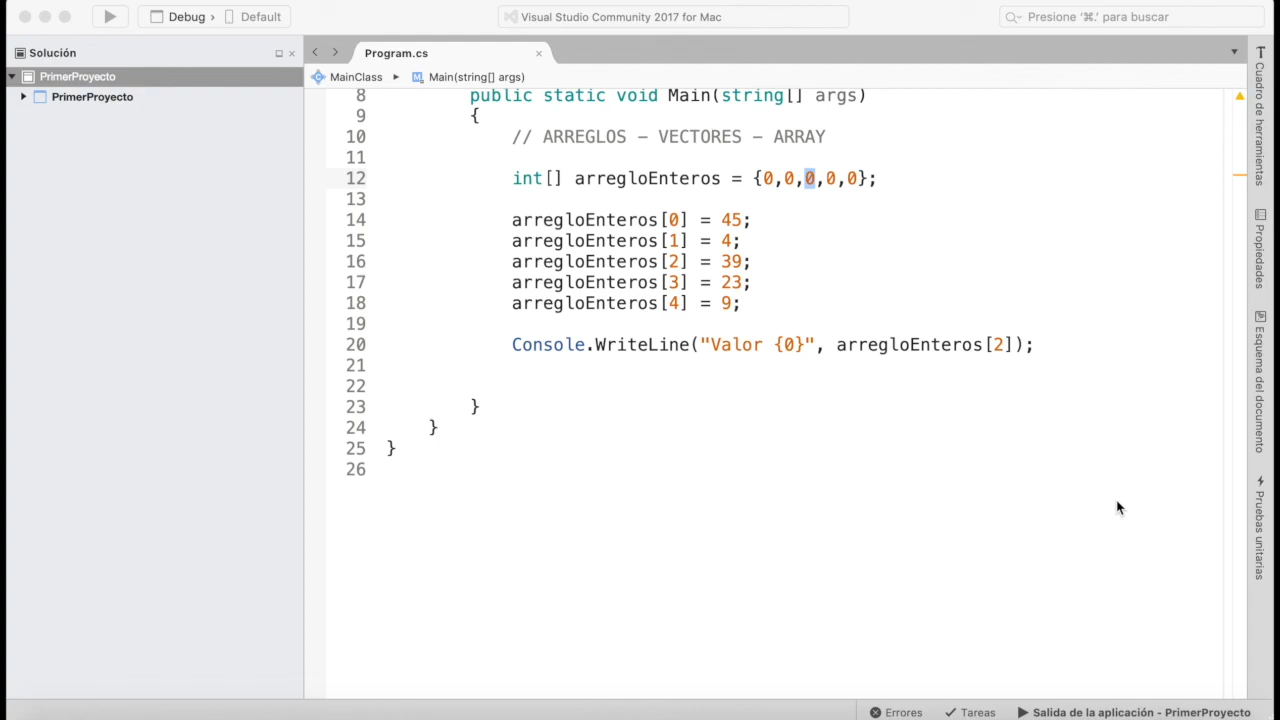 Debug › Default
Visual Studio Community 2017 for Mac
Presione ‘⌘.’ para buscar
Solución
PrimerProyecto
PrimerProyecto
Program.cs
MainClass ▸ Main(string[] args)
8 public static void Main(string[] args)
9 {
10 // ARREGLOS – VECTORES – ARRAY
11
12 int[] arregloEnteros = {0,0,0,0,0};
13
14 arregloEnteros[0] = 45;
15 arregloEnteros[1] = 4;
16 arregloEnteros[2] = 39;
17 arregloEnteros[3] = 23;
18 arregloEnteros[4] = 9;
19
20 Console.WriteLine("Valor {0}", arregloEnteros[2]);
21
22
23 }
24 }
25 }
26
Cuadro de herramientas
Propiedades
Esquema del documento
Pruebas unitarias
Errores Tareas Salida de la aplicación - PrimerProyecto